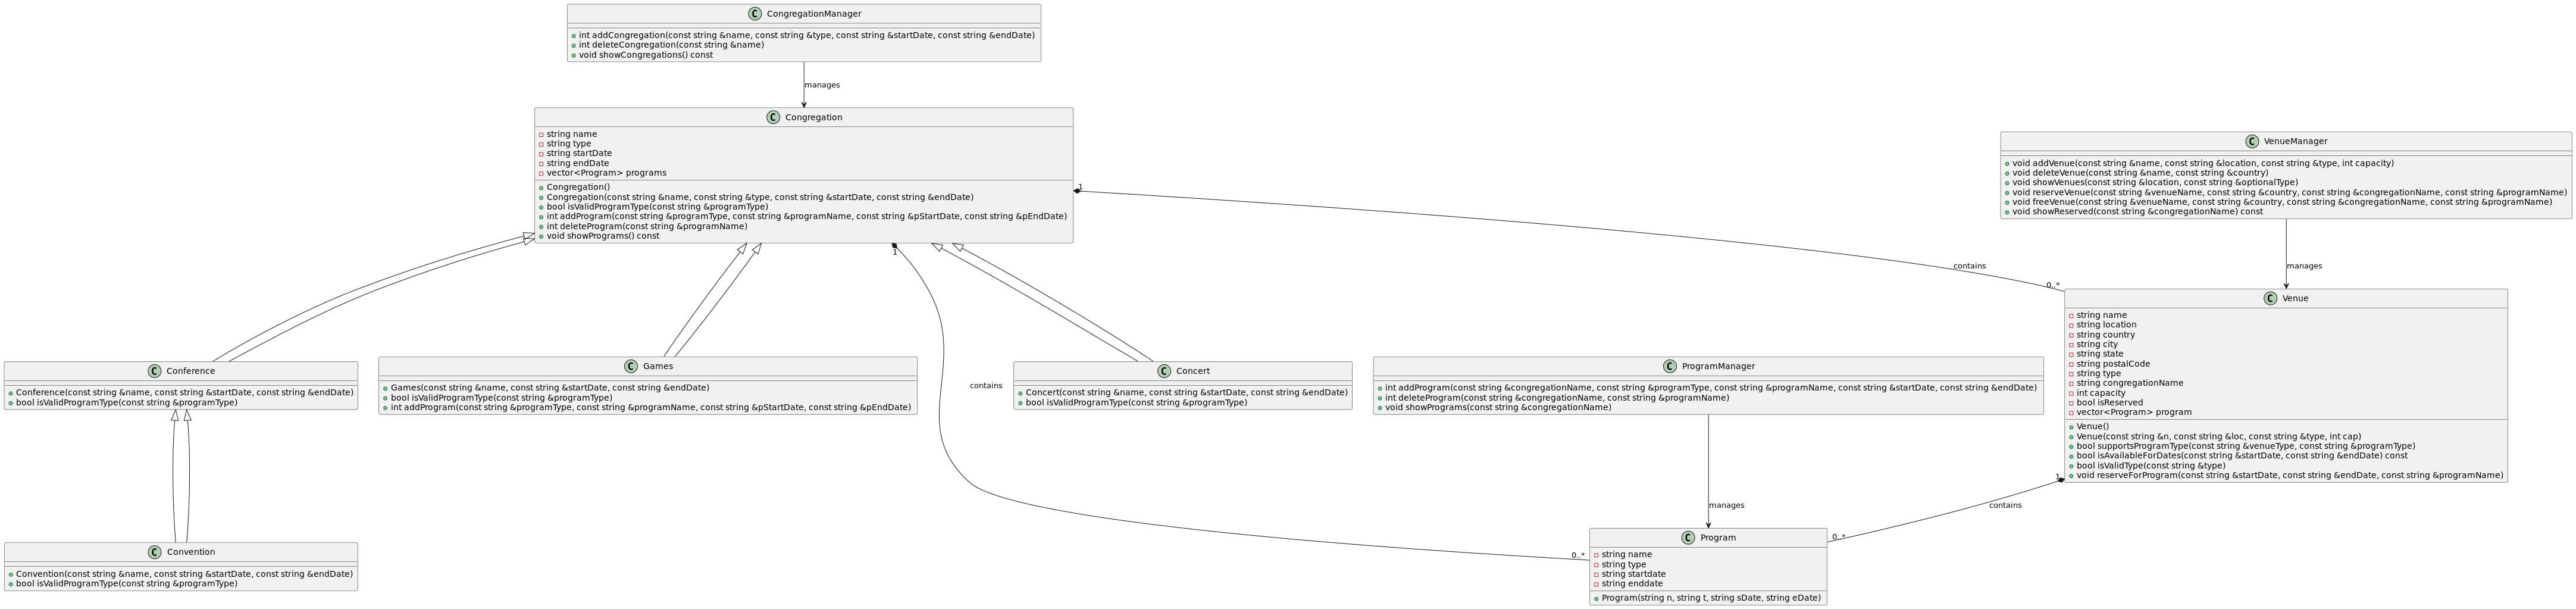 C CongregationManager
int addCongregation(const string &name, const string &type, const string &startDate, const string &endDate)
int deleteCongregation(const string &name)
void showCongregations() const
manages
C Congregation
string name
string type
string startDate
string endDate
vector<Program> programs
Congregation()
Congregation(const string &name, const string &type, const string &startDate, const string &endDate)
bool isValidProgramType(const string &programType)
int addProgram(const string &programType, const string &programName, const string &pStartDate, const string &pEndDate)
int deleteProgram(const string &programName)
void showPrograms() const
1
1
C VenueManager
void addVenue(const string &name, const string &location, const string &type, int capacity)
void deleteVenue(const string &name, const string &country)
void showVenues(const string &location, const string &optionalType)
void reserveVenue(const string &venueName, const string &country, const string &congregationName, const string &programName)
void freeVenue(const string &venueName, const string &country, const string &congregationName, const string &programName)
void showReserved(const string &congregationName) const
contains
manages
0..*
C Venue
string name
string location
string country
string city
string state
string postalCode
string type
string congregationName
int capacity
bool isReserved
vector<Program> program
Venue()
Venue(const string &n, const string &loc, const string &type, int cap)
bool supportsProgramType(const string &venueType, const string &programType)
bool isAvailableForDates(const string &startDate, const string &endDate) const
bool isValidType(const string &type)
void reserveForProgram(const string &startDate, const string &endDate, const string &programName)
1
C Conference
Conference(const string &name, const string &startDate, const string &endDate)
bool isValidProgramType(const string &programType)
C Games
Games(const string &name, const string &startDate, const string &endDate)
bool isValidProgramType(const string &programType)
int addProgram(const string &programType, const string &programName, const string &pStartDate, const string &pEndDate)
contains
C Concert
Concert(const string &name, const string &startDate, const string &endDate)
bool isValidProgramType(const string &programType)
C ProgramManager
int addProgram(const string &congregationName, const string &programType, const string &programName, const string &startDate, const string &endDate)
int deleteProgram(const string &congregationName, const string &programName)
void showPrograms(const string &congregationName)
manages
contains
C Convention
Convention(const string &name, const string &startDate, const string &endDate)
bool isValidProgramType(const string &programType)
0..*
0..*
C Program
string name
string type
string startdate
string enddate
Program(string n, string t, string sDate, string eDate)